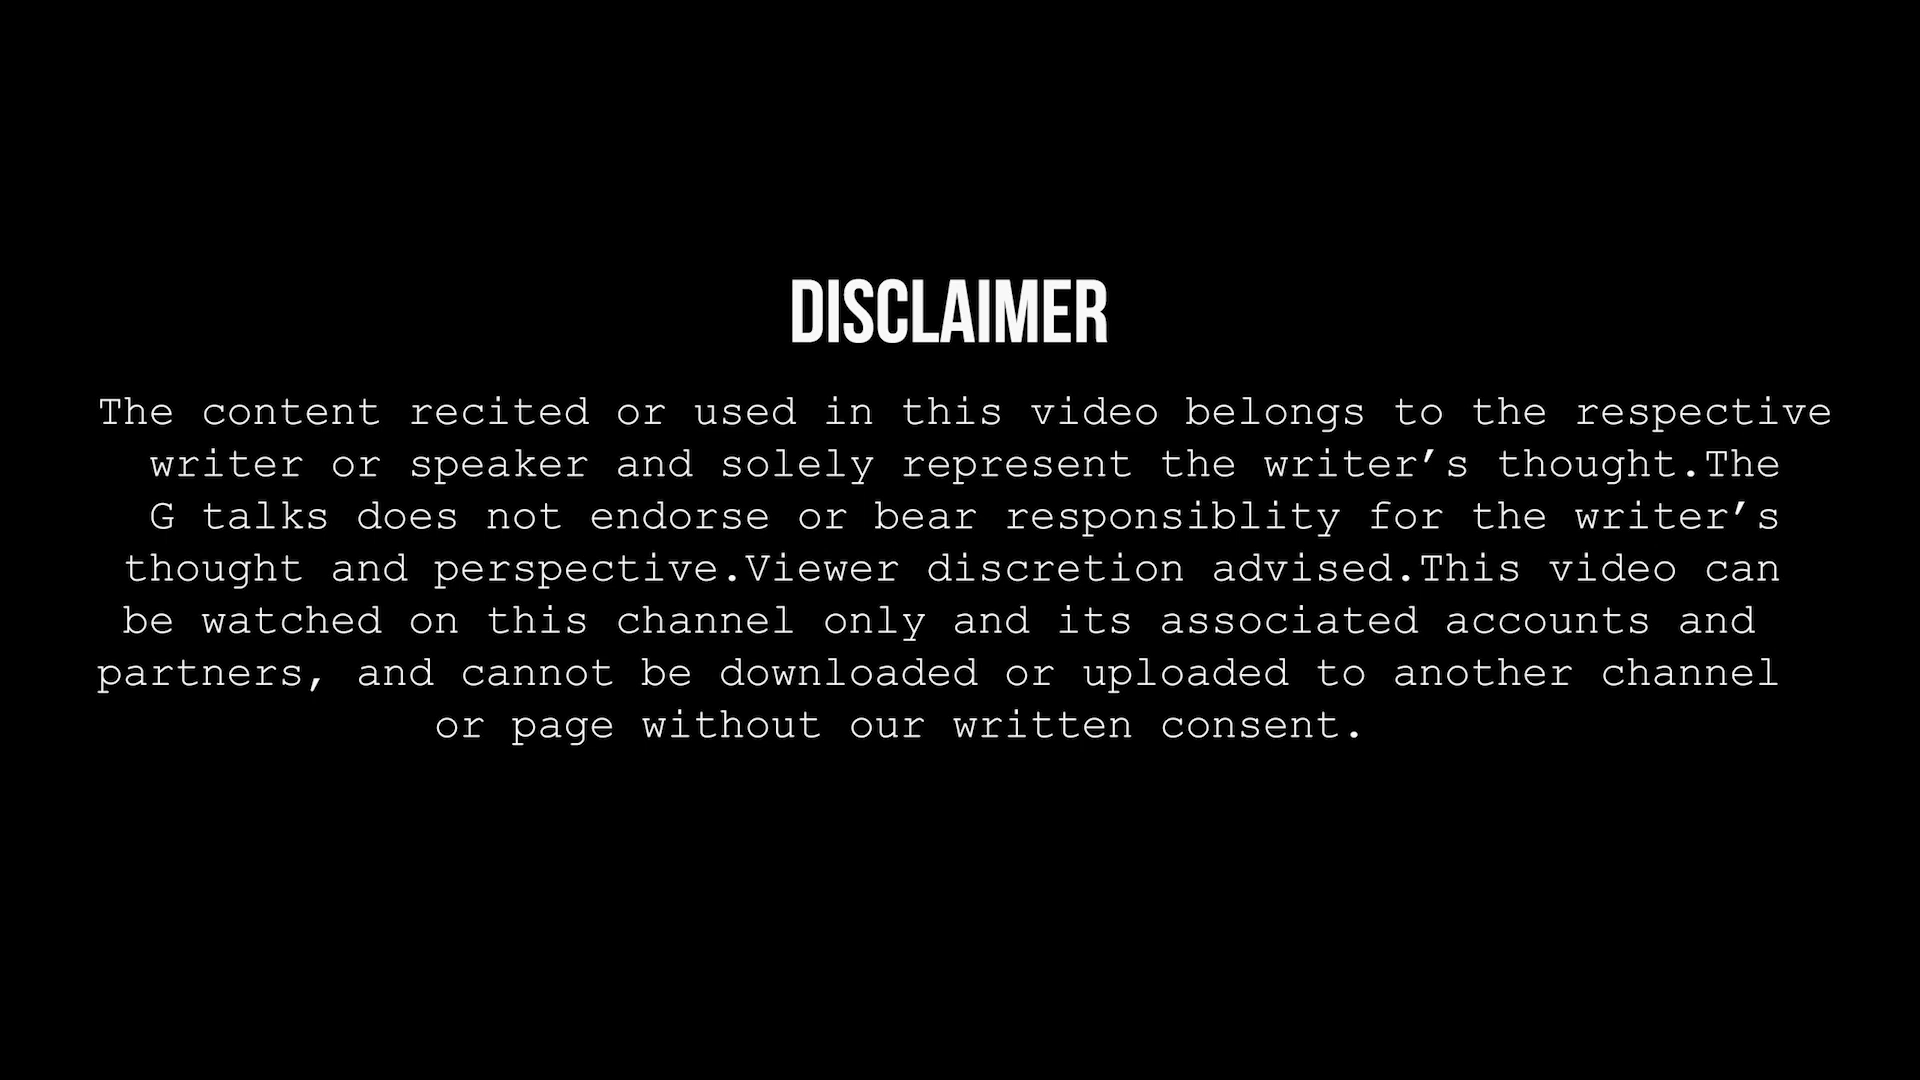 DISCLAIMER
The content recited or used in this video belongs to the respective
writer or speaker and solely represent the writer’s thought.The
G talks does not endorse or bear responsiblity for the writer’s
thought and perspective.Viewer discretion advised.This video can
be watched on this channel only and its associated accounts and
partners, and cannot be downloaded or uploaded to another channel
or page without our written consent.